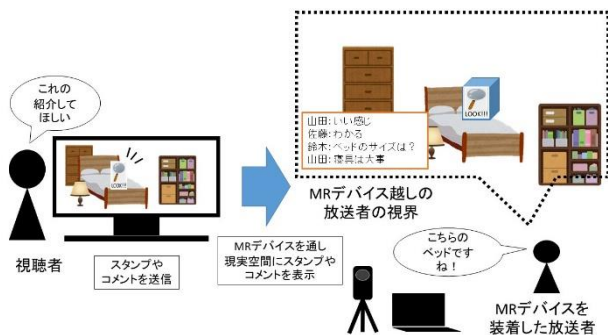 これの
紹介して
ほしい
LOOK!!!
視聴者
スタンプや
コメントを送信
MRデバイスを通し
現実空間にスタンプや
コメントを表示
LOOK!!!
山田:いい感じ
佐藤:わかる
鈴木:ベッドのサイズは?
山田:寝具は大事
MRデバイス越しの
放送者の視界
こちらの
ベッドです
ね!
MRデバイスを
装着した放送者